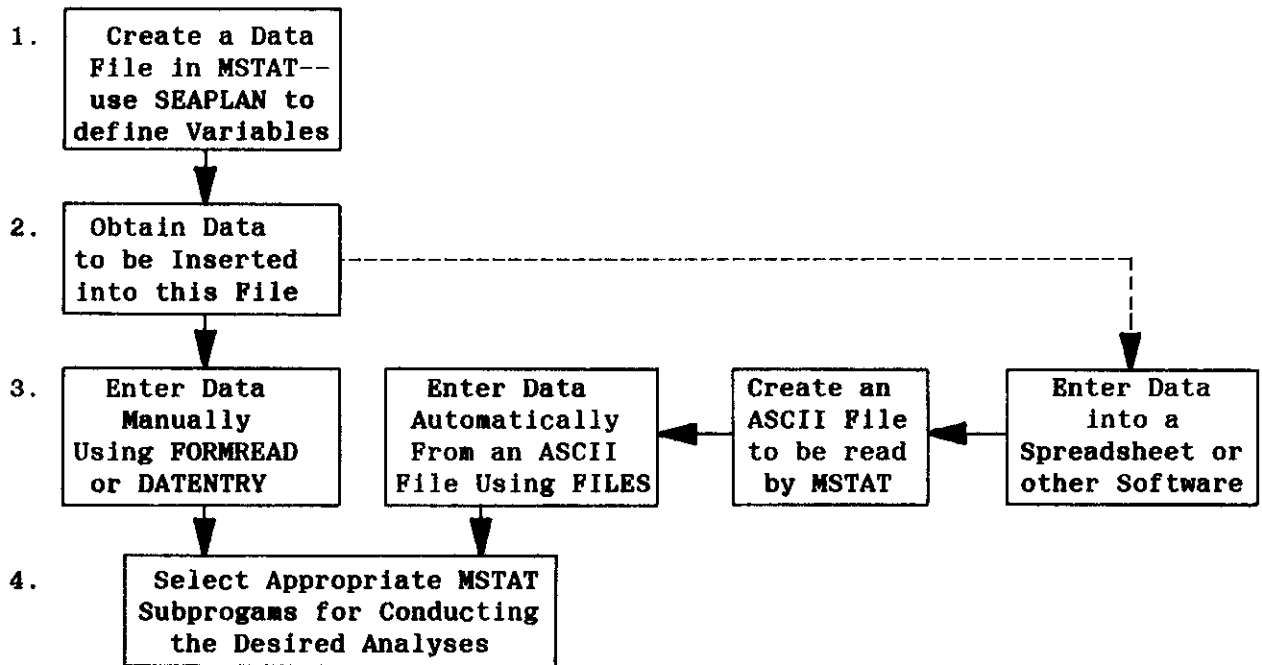 1.
Create a Data
File in MSTAT--
use SEAPLAN to
define Variables
2.
Obtain Data
to be Inserted
into this File
3.
Enter Data
Manually
Using FORMREAD
or DATENTRY
Enter Data
Automatically
From an ASCII
File Using FILES
Create an
ASCII File
to be read
by MSTAT
Enter Data
into a
Spreadsheet or
other Software
4.
Select Appropriate MSTAT
Subprogams for Conducting
the Desired Analyses